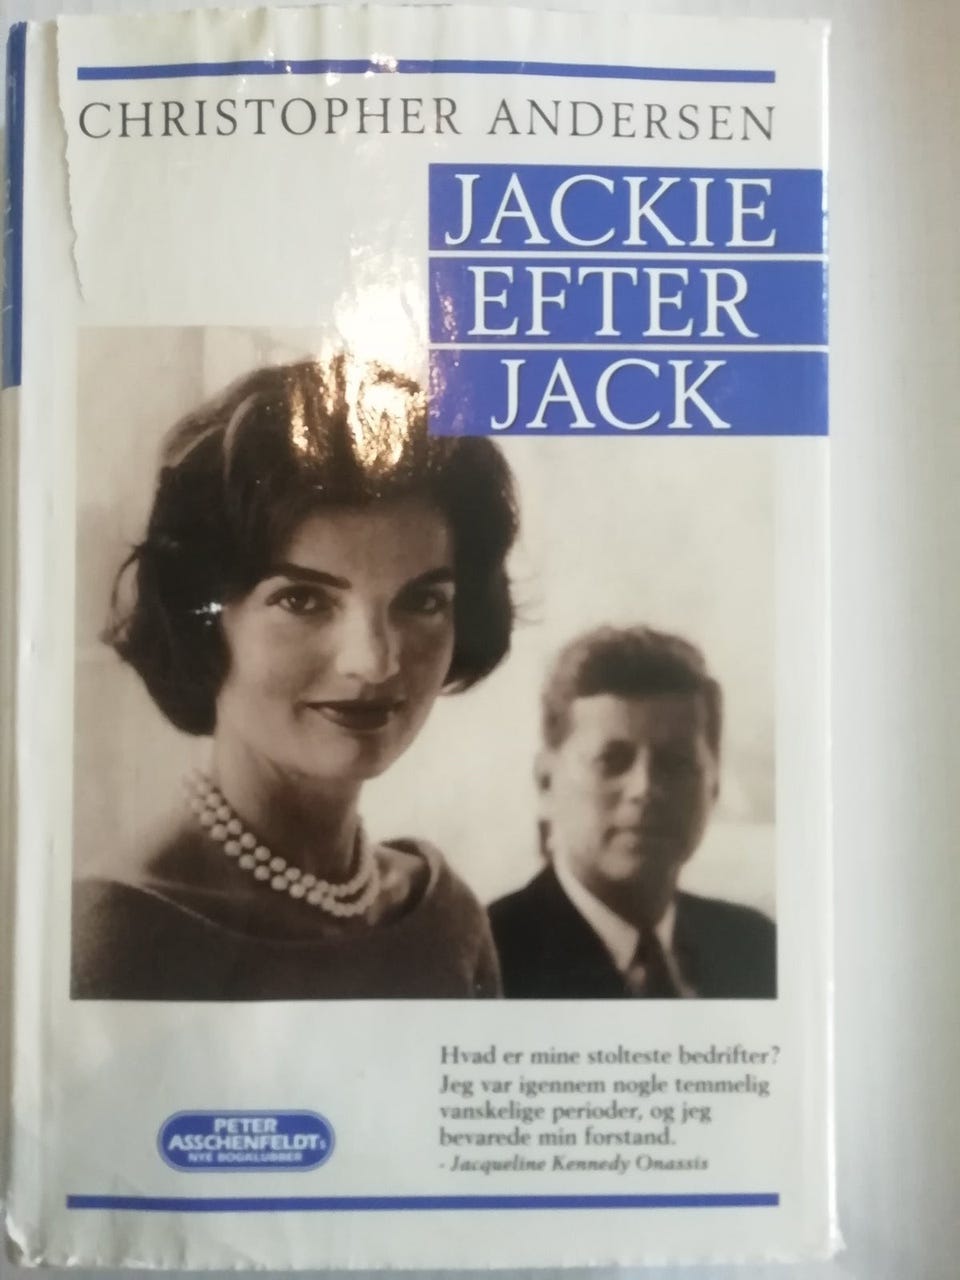 CHRISTOPHER ANDERSEN
JACKIE
EFTER
JACK
Hvad er mine stolteste bedrifter?
Jeg var igennem nogle temmelig
vanskelige perioder, og jeg
bevarede min forstand.
- Jacqueline Kennedy Onassis
PETER
ASSCHENFELDTs
NYE BOGKLUBBER